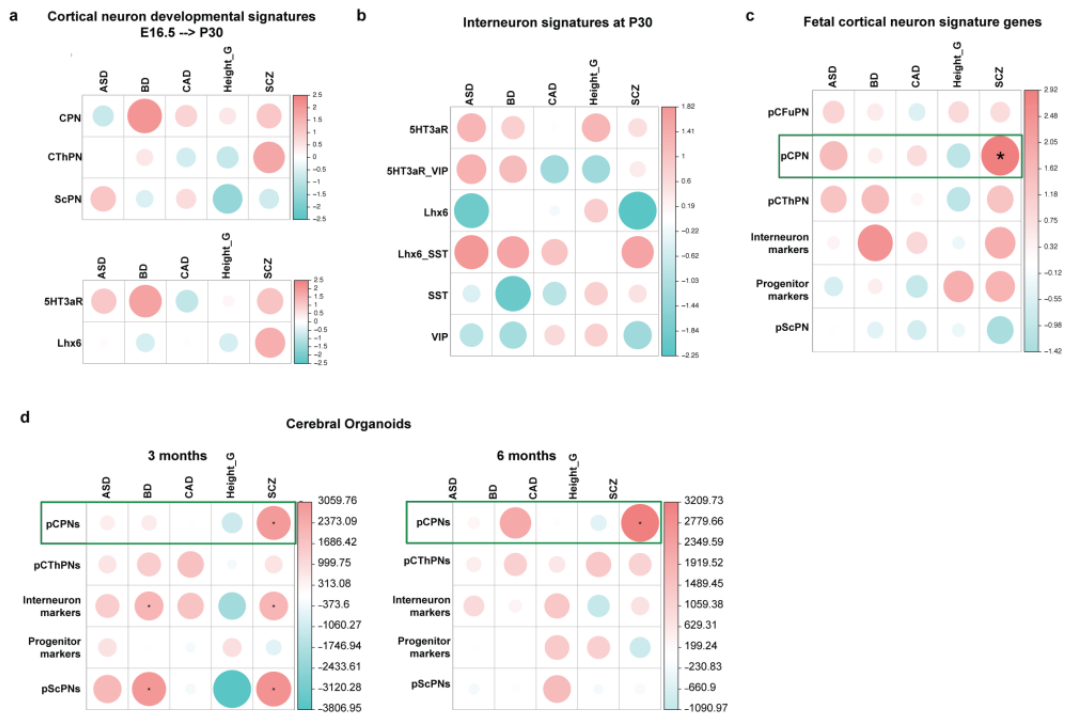 a
Cortical neuron developmental signatures
E16.5 --> P30
ASD
BD
CAD
Height_G
SCZ
CPN
CThPN
ScPN
2.5
2
1.5
1
0.5
0
−0.5
−1
−1.5
−2
−2.5
ASD
BD
CAD
Height_G
SCZ
5HT3aR
Lhx6
2.5
2
1.5
1
0.5
0
−0.5
−1
−1.5
−2
−2.5
b
Interneuron signatures at P30
ASD
BD
CAD
Height_G
SCZ
5HT3aR
5HT3aR_VIP
Lhx6
Lhx6_SST
SST
VIP
1.82
1.41
1
0.6
0.19
−0.22
−0.62
−1.03
−1.44
−1.84
−2.25
c
Fetal cortical neuron signature genes
ASD
BD
CAD
Height_G
SCZ
pCFuPN
pCPN
*
pCThPN
Interneuron
markers
Progenitor
markers
pScPN
2.92
2.48
2.05
1.62
1.18
0.75
0.32
−0.12
−0.55
−0.98
−1.42
d
Cerebral Organoids
3 months
ASD
BD
CAD
Height_G
SCZ
pCPNs
pCThPNs
Interneuron
markers
Progenitor
markers
pScPNs
3059.76
2373.09
1686.42
999.75
313.08
−373.6
−1060.27
−1746.94
−2433.61
−3120.28
−3806.95
6 months
ASD
BD
CAD
Height_G
SCZ
pCPNs
pCThPNs
Interneuron
markers
Progenitor
markers
pScPNs
3209.73
2779.66
2349.59
1919.52
1489.45
1059.38
629.31
199.24
−230.83
−660.9
−1090.97